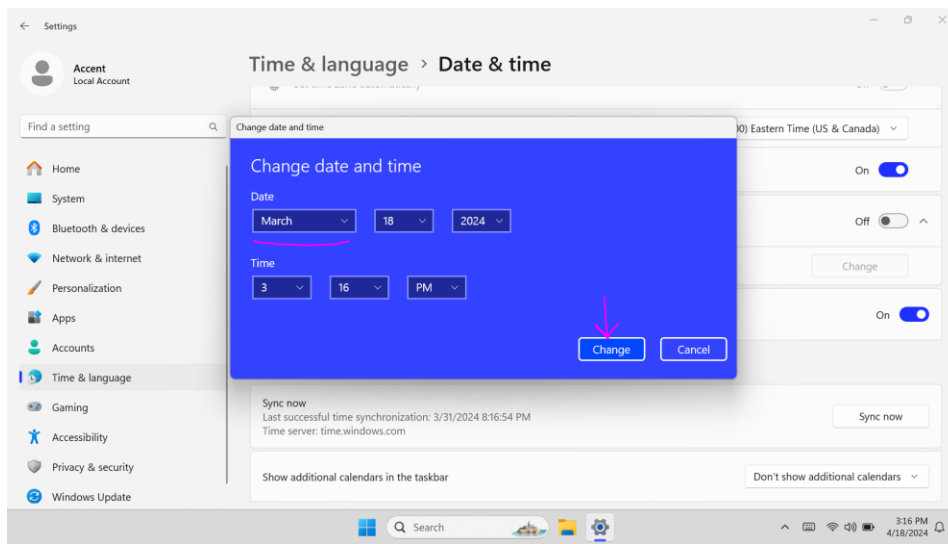 Settings
Accent
Local Account
Time & language > Date & time
Find a setting
Change date and time
00) Eastern Time (US & Canada)
Change date and time
Home
On
System
Date
March 18 2024
Off
Bluetooth & devices
Network & internet
Time
Change
Personalization
3 16 PM
Apps
On
Accounts
Change Cancel
Time & language
Gaming
Sync now
Last successful time synchronization: 3/31/2024 8:16:54 PM
Time server: time.windows.com
Sync now
Accessibility
Privacy & security
Show additional calendars in the taskbar
Don't show additional calendars
Windows Update
Search
3:16 PM
4/18/2024